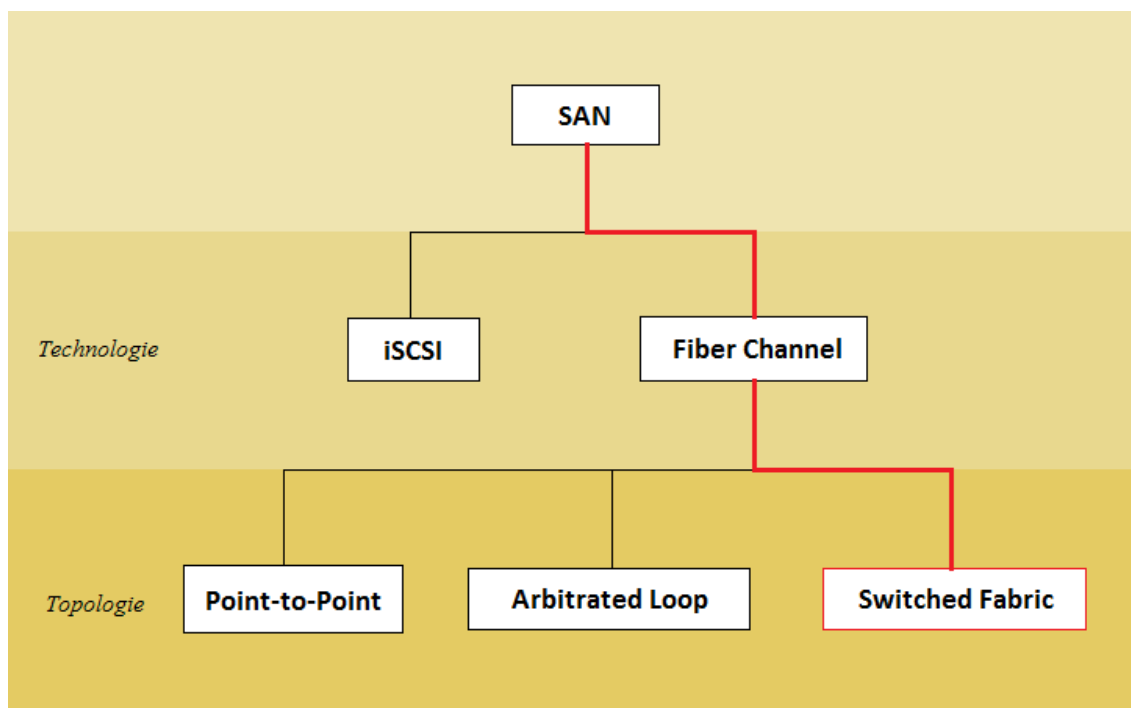 SAN
Technologie
iSCSI
Fiber Channel
Topologie
Point-to-Point
Arbitrated Loop
Switched Fabric